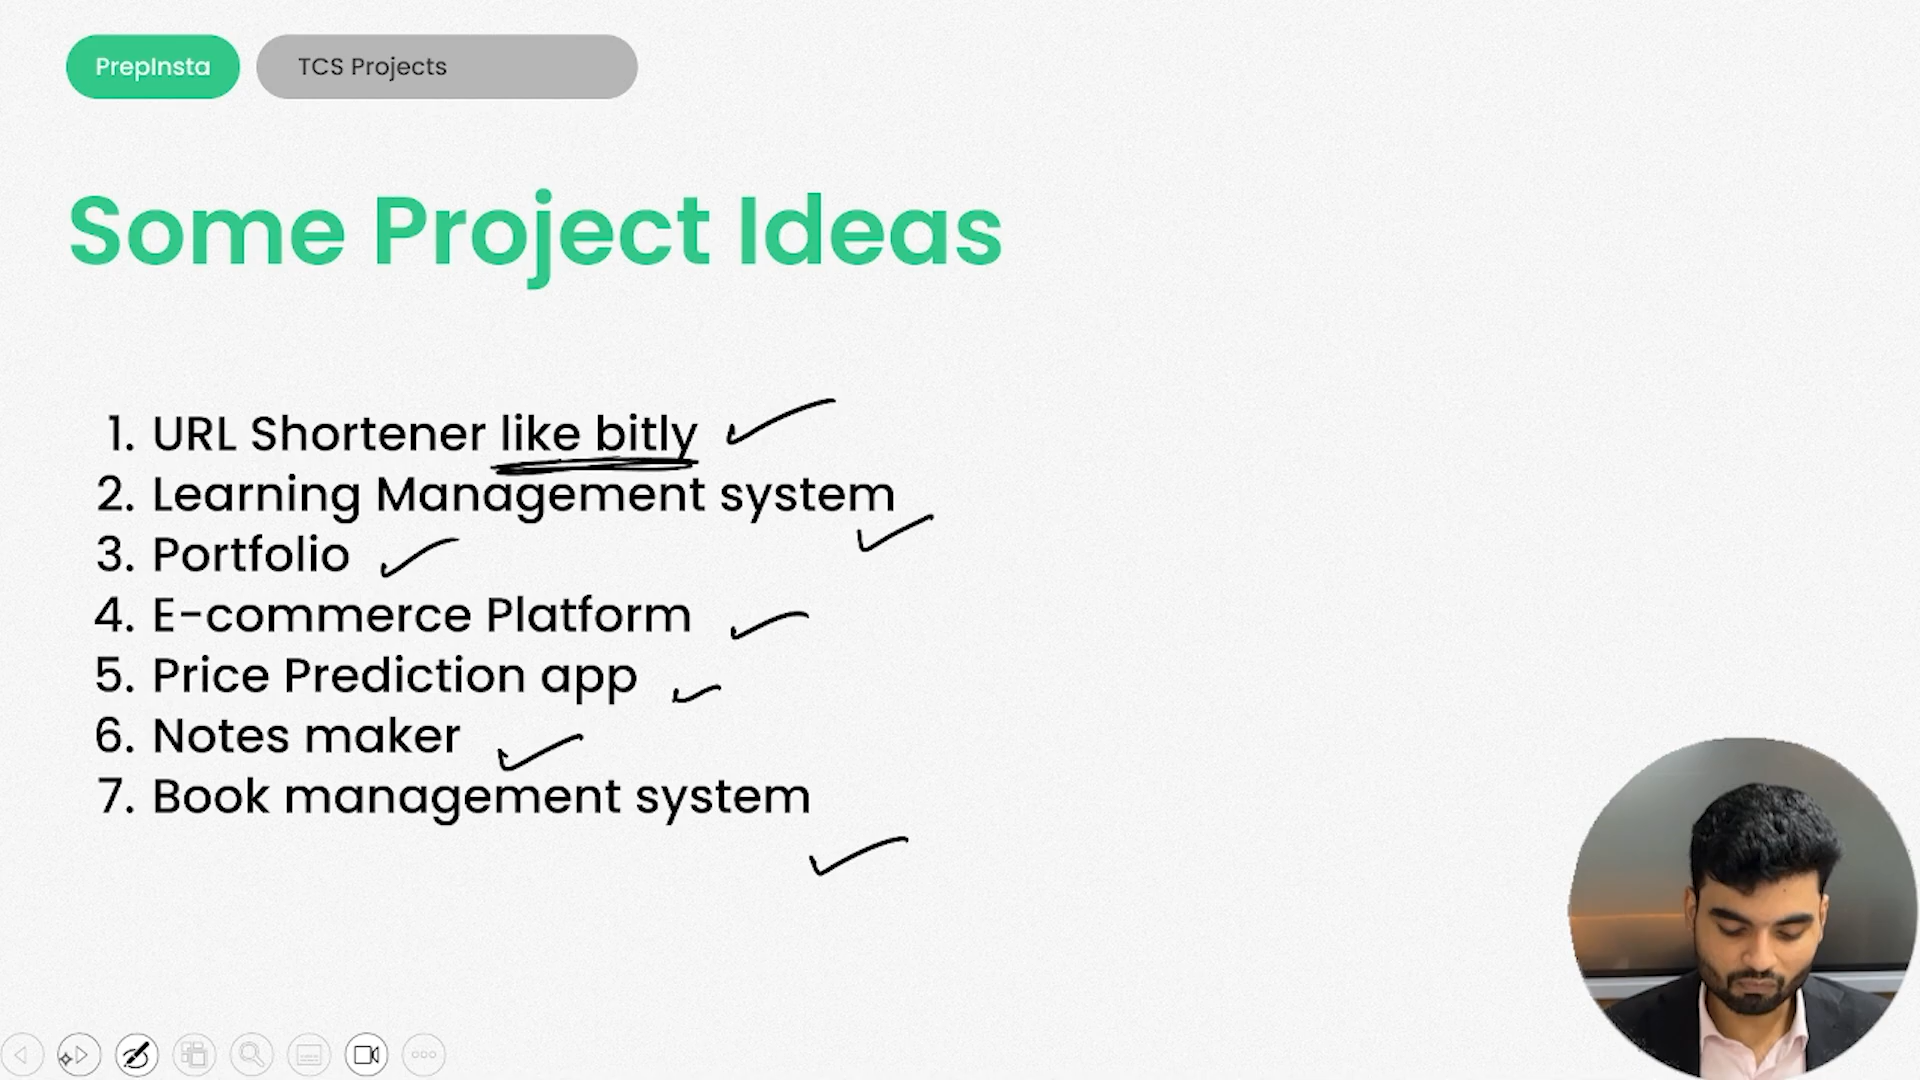 PrepInsta
TCS Projects
Some Project Ideas
1. URL Shortener like bitly
2. Learning Management system
3. Portfolio
4. E-commerce Platform
5. Price Prediction app
6. Notes maker
7. Book management system